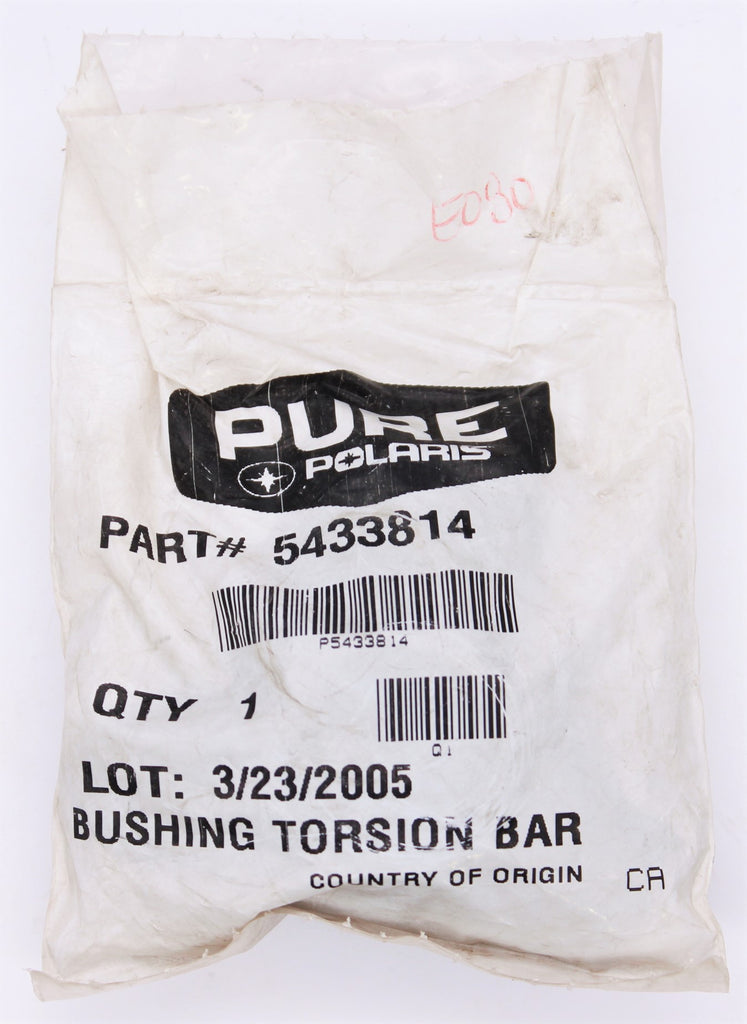 E030
PURE
POLARIS
PART# 5433814
P5433814
QTY 1
Q1
LOT: 3/23/2005
BUSHING TORSION BAR
COUNTRY OF ORIGIN CA